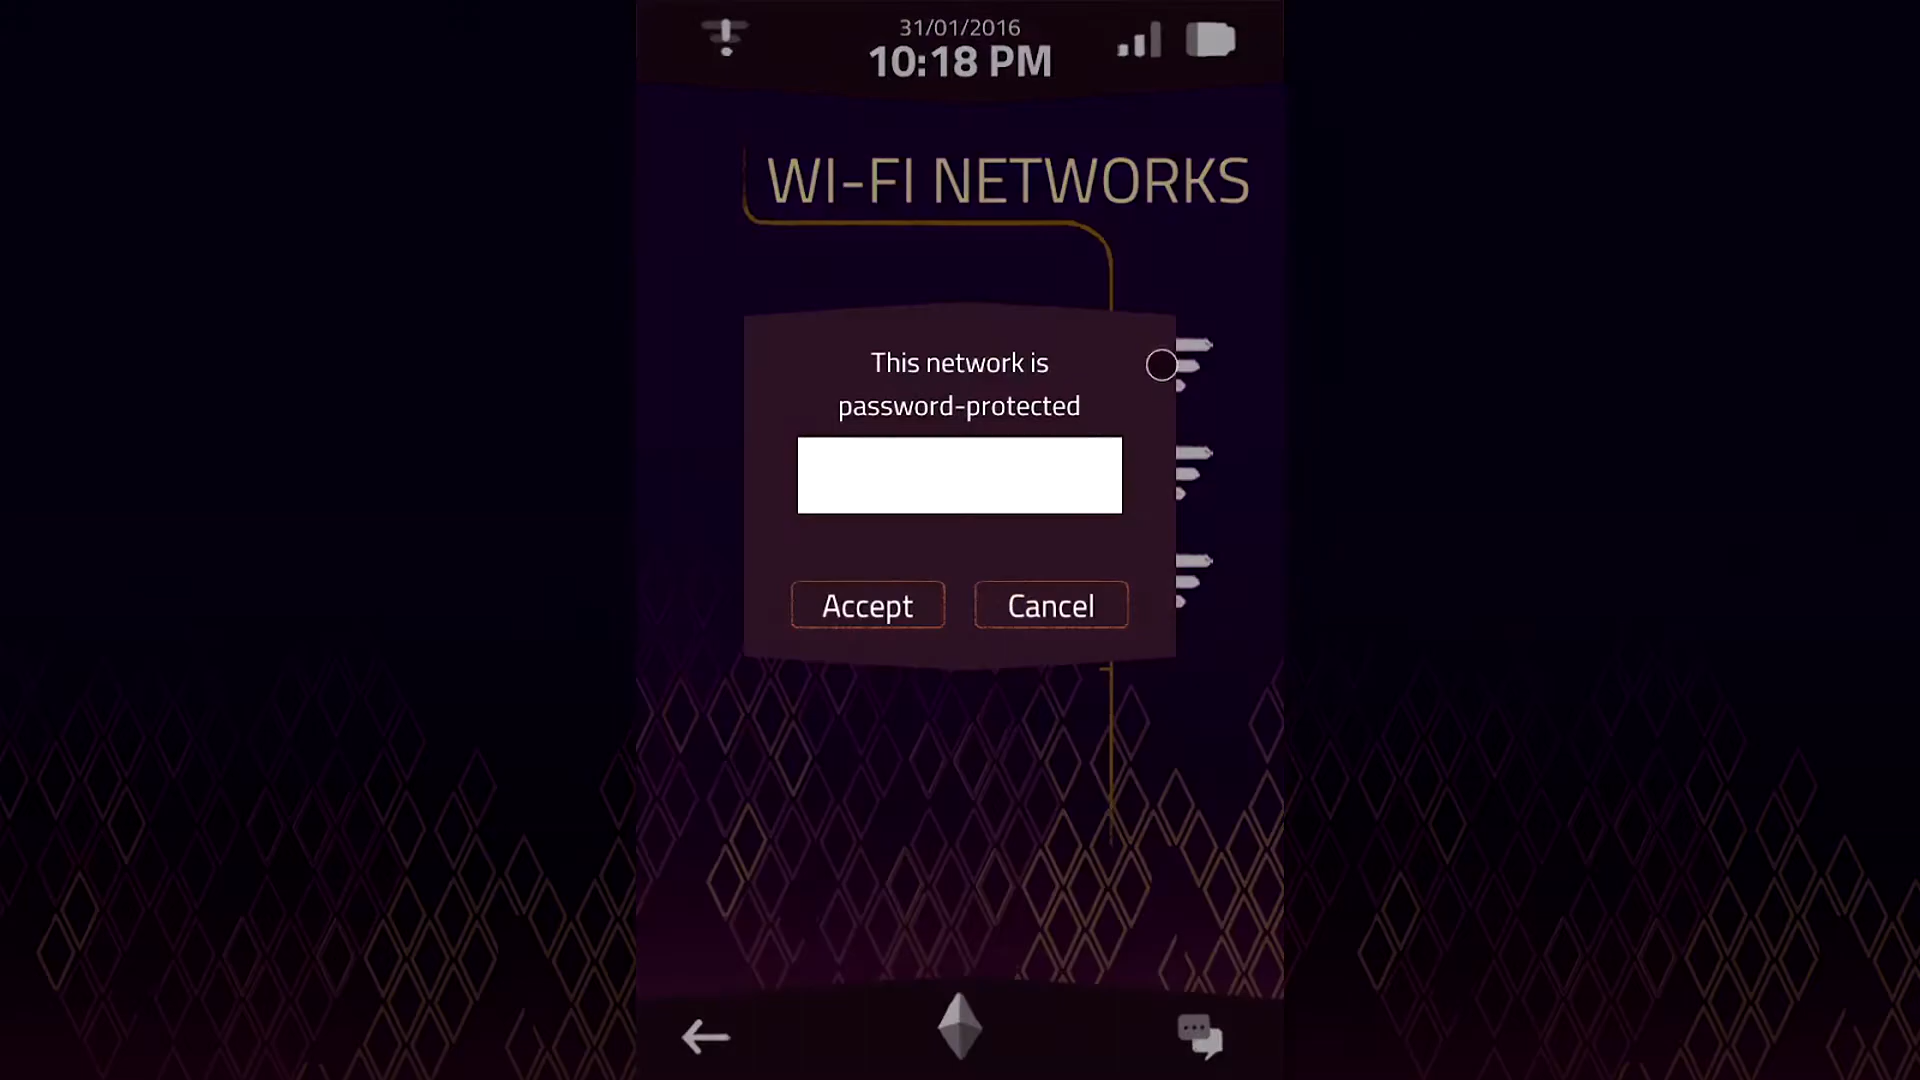 31/01/2016
10:18 PM
WI-FI NETWORKS
This network is
password-protected
Accept
Cancel